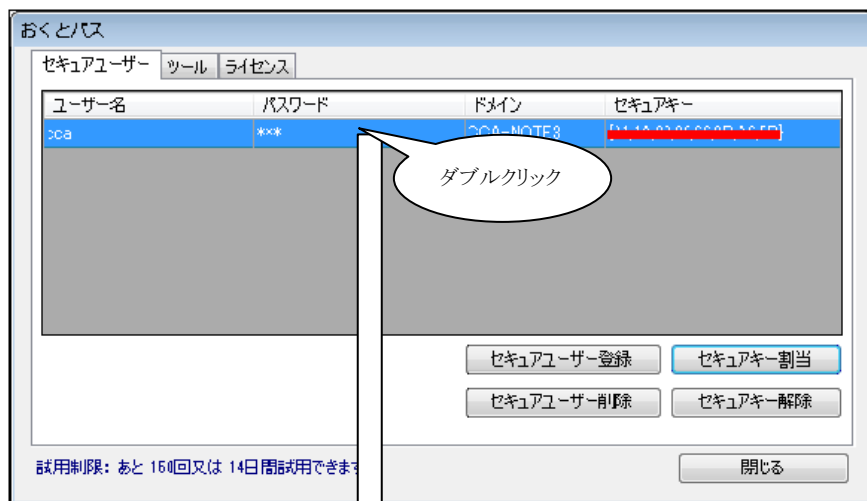 おくとパス
セキュアユーザー ツール ライセンス
ユーザー名 パスワード ドメイン セキュアキー
cca *** CCA-NOTE3
ダブルクリック
セキュアユーザー登録 セキュアキー割当
セキュアユーザー削除 セキュアキー解除
試用制限: あと 150回又は 14日間試用できます
閉じる